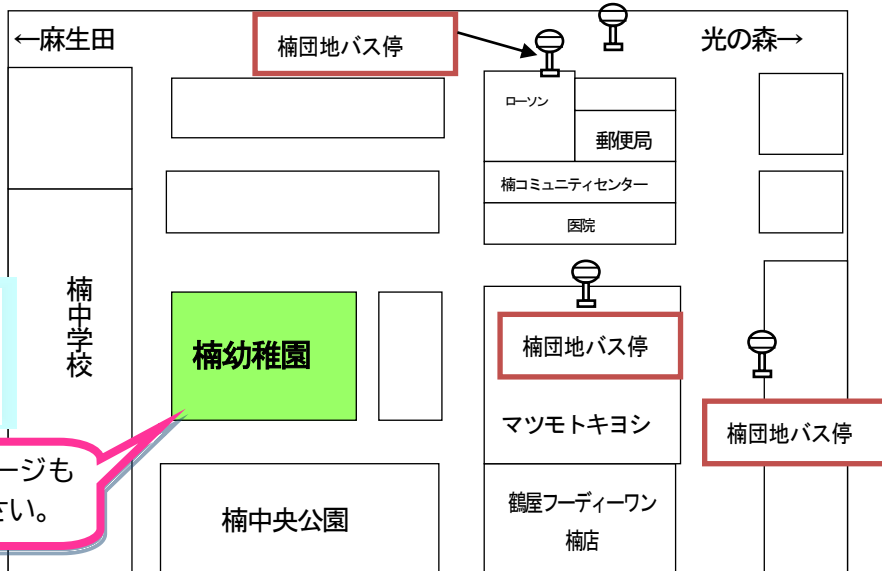 ←麻生田
楠団地バス停
光の森→
ローソン
郵便局
楠コミュニティセンター
医院
楠中学校
楠幼稚園
楠団地バス停
マツモトキヨシ
楠団地バス停
ージも
さい。
楠中央公園
鶴屋フーディーワン
楠店